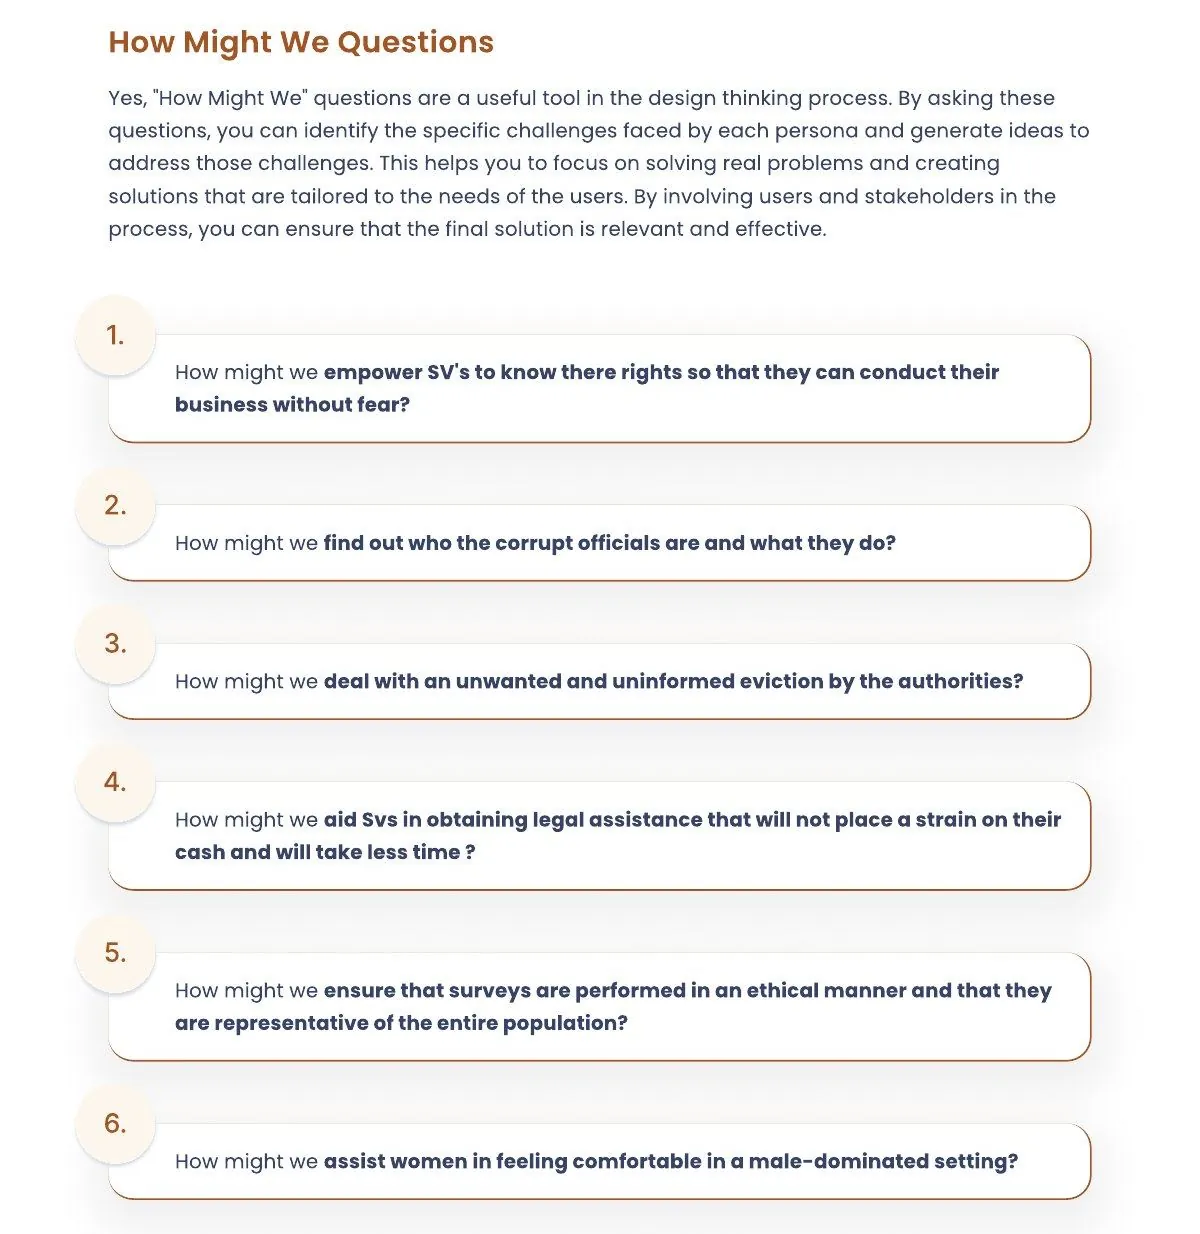 How Might We Questions
Yes, "How Might We" questions are a useful tool in the design thinking process. By asking these
questions, you can identify the specific challenges faced by each persona and generate ideas to
address those challenges. This helps you to focus on solving real problems and creating
solutions that are tailored to the needs of the users. By involving users and stakeholders in the
process, you can ensure that the final solution is relevant and effective.
1.
How might we empower SV's to know there rights so that they can conduct their
business without fear?
2.
How might we find out who the corrupt officials are and what they do?
3.
How might we deal with an unwanted and uninformed eviction by the authorities?
4.
How might we aid Svs in obtaining legal assistance that will not place a strain on their
cash and will take less time ?
5.
How might we ensure that surveys are performed in an ethical manner and that they
are representative of the entire population?
6.
How might we assist women in feeling comfortable in a male-dominated setting?